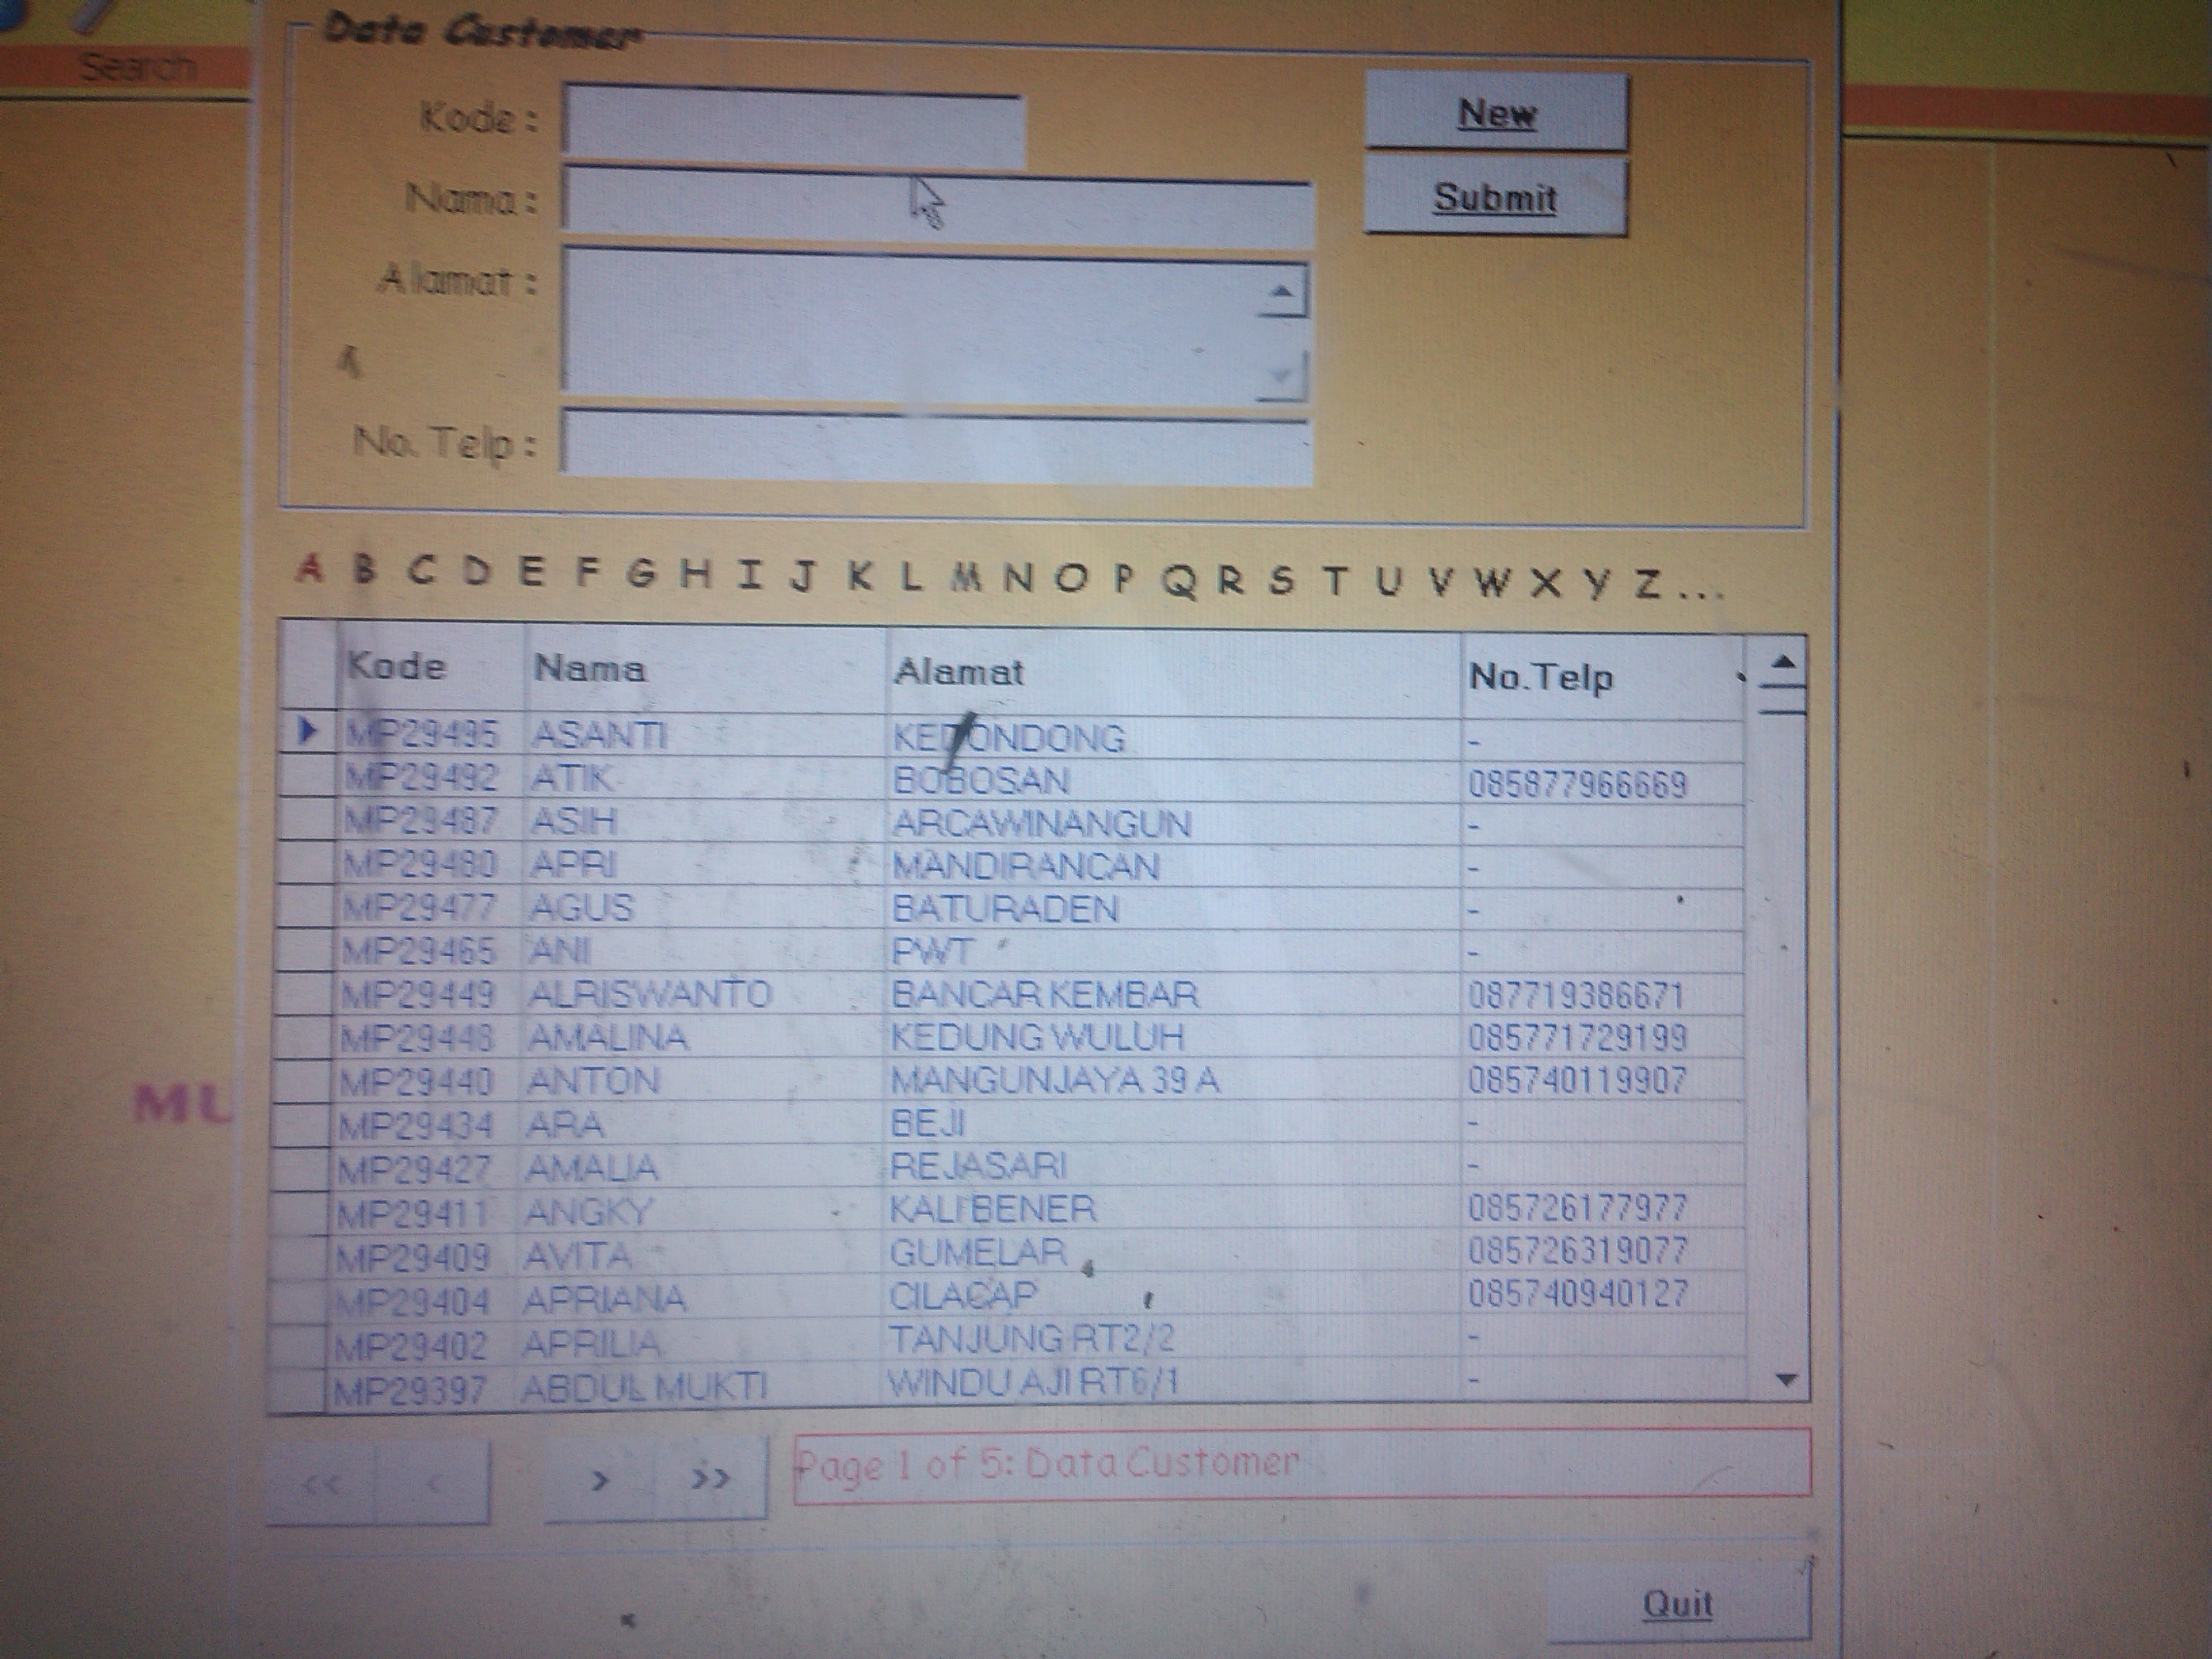 Search
Data Customer
Kode :
New
Nama :
Submit
Alamat :
No. Telp :
A B C D E F G H I J K L M N O P Q R S T U V W X Y Z ...
Kode Nama Alamat No.Telp
MP29495 ASANTI KEDONDONG -
MP29492 ATIK BOBOSAN 085877966669
MP29487 ASIH ARCAWINANGUN -
MP29480 APRI MANDIRANCAN -
MP29477 AGUS BATURADEN -
MP29465 ANI PWT -
MP29449 ALRISWANTO BANCAR KEMBAR 087719386671
MP29448 AMALINA KEDUNG WULUH 085771729199
MP29440 ANTON MANGUNJAYA 39 A 085740119907
MP29434 ARA BEJI -
MP29427 AMALIA REJASARI -
MP29411 ANGKY KALI BENER 085726177977
MP29409 AVITA GUMELAR 085726319077
MP29404 APRIANA CILACAP 085740940127
MP29402 APRILIA TANJUNG RT2/2 -
MP29397 ABDUL MUKTI WINDU AJI RT6/1 -
MU
<< < > >> Page 1 of 5: Data Customer
Quit